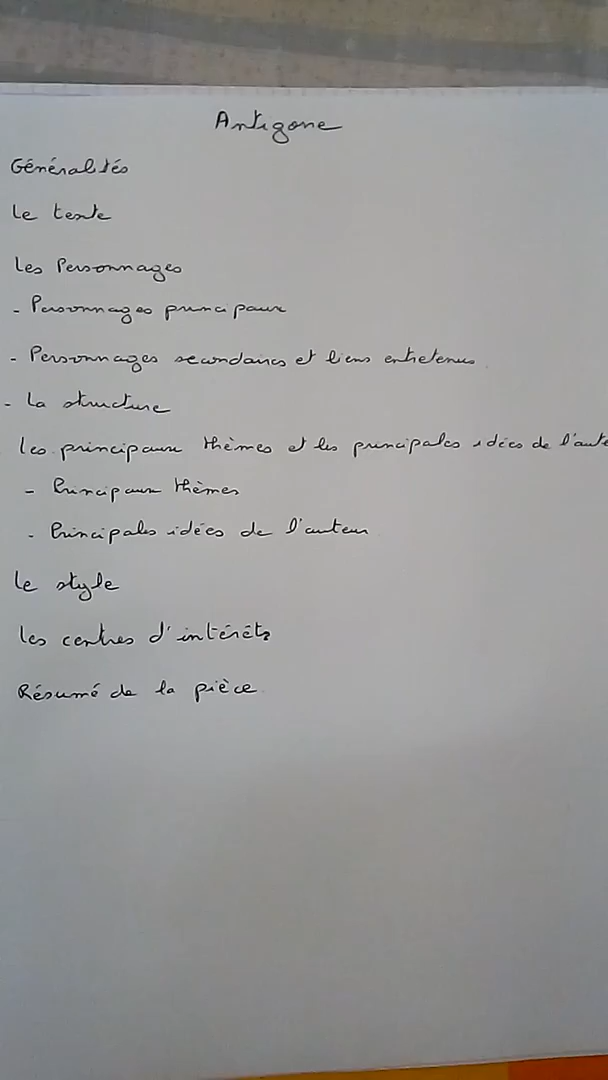 Antigone
Généralités
Le texte
Les Personnages
- Personnages principaux
- Personnages secondaires et liens entretenus
- La structure
Les principaux thèmes et les principales idées de l'aute
- Principaux thèmes
- Principales idées de l'auteur
Le style
Les centres d'intérêts
Résumé de la pièce.